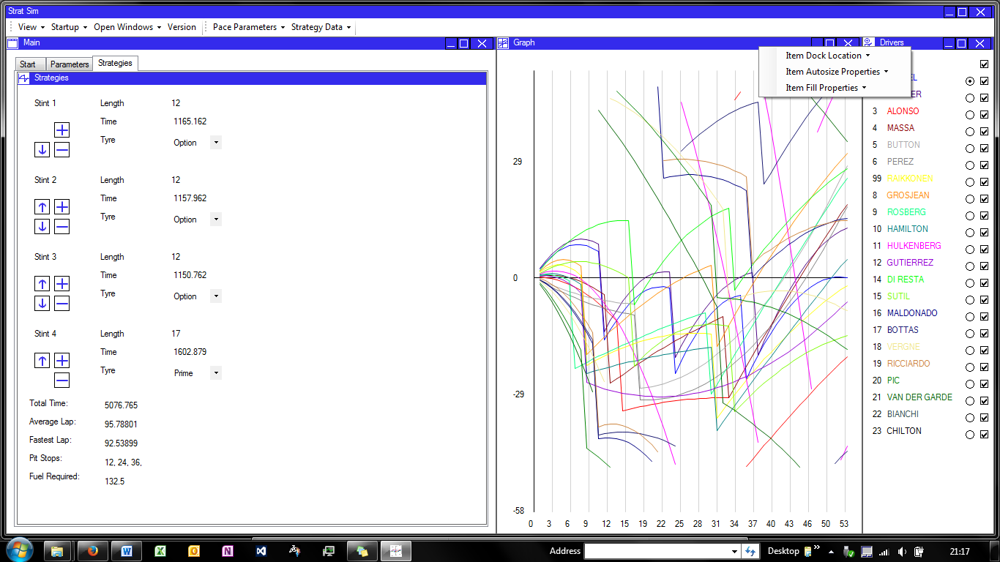 Strat Sim
View Startup Open Windows Version Pace Parameters Strategy Data
Main
Start Parameters Strategies
Strategies
Stint 1 Length 12
Time 1165.162
Tyre Option
Stint 2 Length 12
Time 1157.962
Tyre Option
Stint 3 Length 12
Time 1150.762
Tyre Option
Stint 4 Length 17
Time 1602.879
Tyre Prime
Total Time: 5076.765
Average Lap: 95.78801
Fastest Lap: 92.53899
Pit Stops: 12, 24, 36,
Fuel Required: 132.5
Graph
29
0
-29
-58
0 3 6 9 12 15 19 22 25 28 31 34 37 40 43 46 50 53
Item Dock Location
Item Autosize Properties
Item Fill Properties
Drivers
EL
ER
3 ALONSO
4 MASSA
5 BUTTON
6 PEREZ
99 RAIKKONEN
8 GROSJEAN
9 ROSBERG
10 HAMILTON
11 HULKENBERG
12 GUTIERREZ
14 DI RESTA
15 SUTIL
16 MALDONADO
17 BOTTAS
18 VERGNE
19 RICCIARDO
20 PIC
21 VAN DER GARDE
22 BIANCHI
23 CHILTON
Address Desktop 21:17